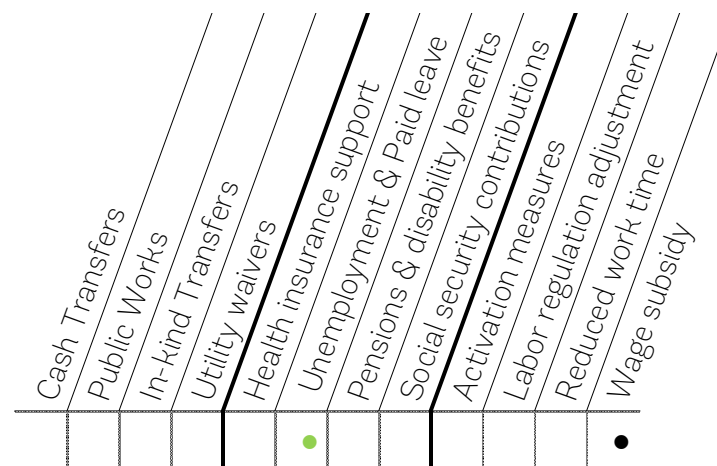 Cash Transfers
Public Works
In-kind Transfers
Utility waivers
Health insurance support
Unemployment & Paid leave
Pensions & disability benefits
Social security contributions
Activation measures
Labor regulation adjustment
Reduced work time
Wage subsidy